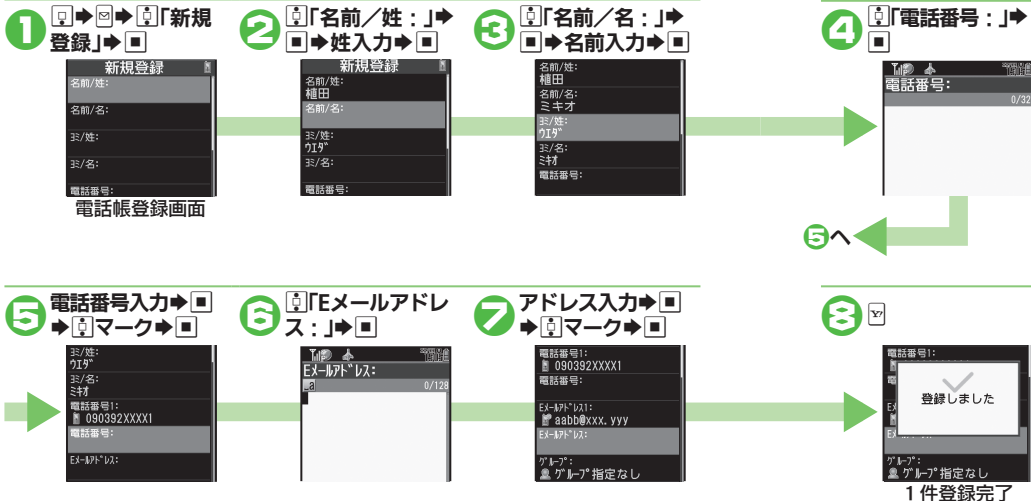 1 ➡ ➡ 「新規
登録」➡
新規登録
名前/姓:
名前/名:
ﾖﾐ/姓:
ﾖﾐ/名:
電話番号:
電話帳登録画面
2 「名前／姓：」➡
➡姓入力➡
新規登録
名前/姓:
植田
名前/名:
ﾖﾐ/姓:
ｳｴﾀﾞ
ﾖﾐ/名:
電話番号:
3 「名前／名：」➡
➡名前入力➡
名前/姓:
植田
名前/名:
ミキオ
ﾖﾐ/姓:
ｳｴﾀﾞ
ﾖﾐ/名:
ﾐｷｵ
電話番号:
4 「電話番号：」➡
電話番号:
0/32
5へ
5 電話番号入力➡
➡マーク➡
ﾖﾐ/姓:
ｳｴﾀﾞ
ﾖﾐ/名:
ﾐｷｵ
電話番号1:
090392XXXX1
電話番号:
Eﾒｰﾙｱﾄﾞﾚｽ:
6 「Eメールアドレ
ス：」➡
Eﾒｰﾙｱﾄﾞﾚｽ:
_a 0/128
7 アドレス入力➡
➡マーク➡
電話番号1:
090392XXXX1
電話番号:
Eﾒｰﾙｱﾄﾞﾚｽ1:
aabb@xxx.yyy
Eﾒｰﾙｱﾄﾞﾚｽ:
ｸﾞﾙｰﾌﾟ:
ｸﾞﾙｰﾌﾟ指定なし
8 Y!
電話番号1:
登録しました
ｸﾞﾙｰﾌﾟ:
ｸﾞﾙｰﾌﾟ指定なし
1件登録完了